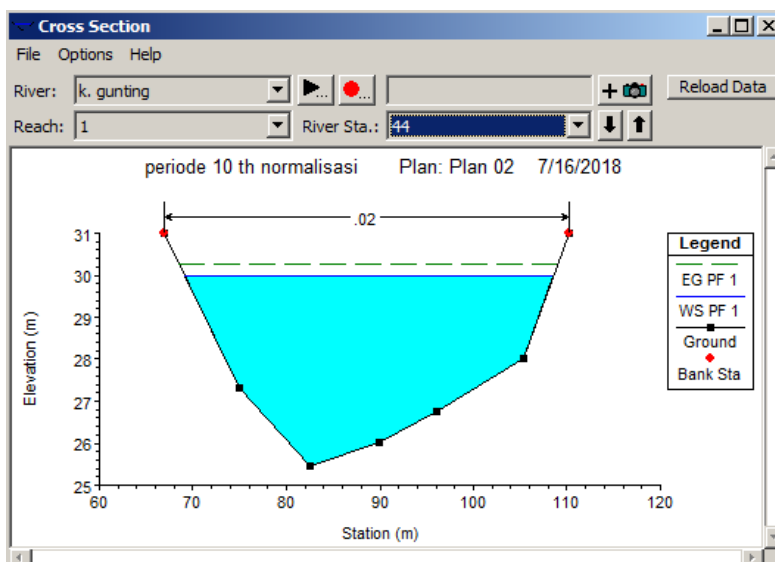 Cross Section
File Options Help
River: k. gunting ... ... + Reload Data
Reach: 1 River Sta.: 44
periode 10 th normalisasi Plan: Plan 02 7/16/2018
.02
31
30
29
28
27
26
25
Elevation (m)
60 70 80 90 100 110 120
Station (m)
Legend
EG PF 1
WS PF 1
Ground
Bank Sta